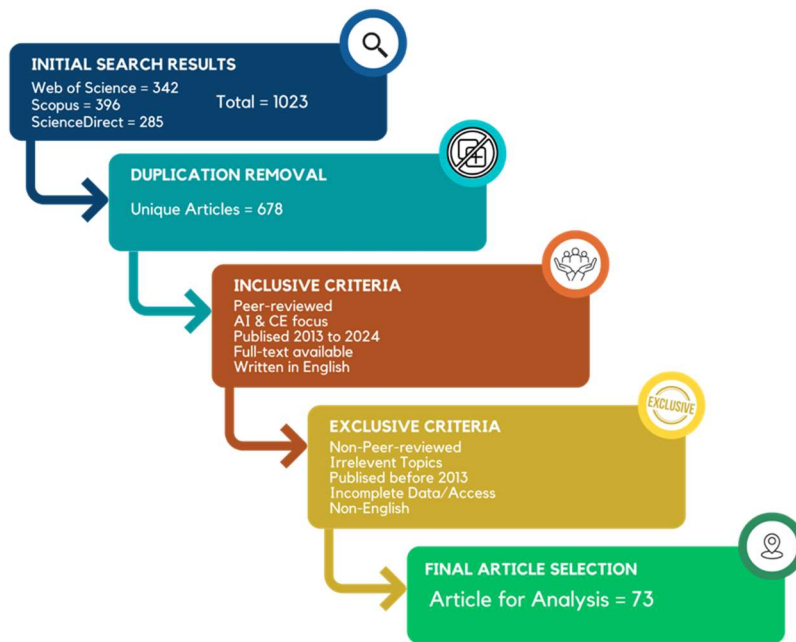 INITIAL SEARCH RESULTS
Web of Science = 342
Scopus = 396
ScienceDirect = 285
Total = 1023
DUPLICATION REMOVAL
Unique Articles = 678
INCLUSIVE CRITERIA
Peer-reviewed
AI & CE focus
Publised 2013 to 2024
Full-text available
Written in English
EXCLUSIVE
EXCLUSIVE CRITERIA
Non-Peer-reviewed
Irrelevent Topics
Publised before 2013
Incomplete Data/Access
Non-English
FINAL ARTICLE SELECTION
Article for Analysis = 73